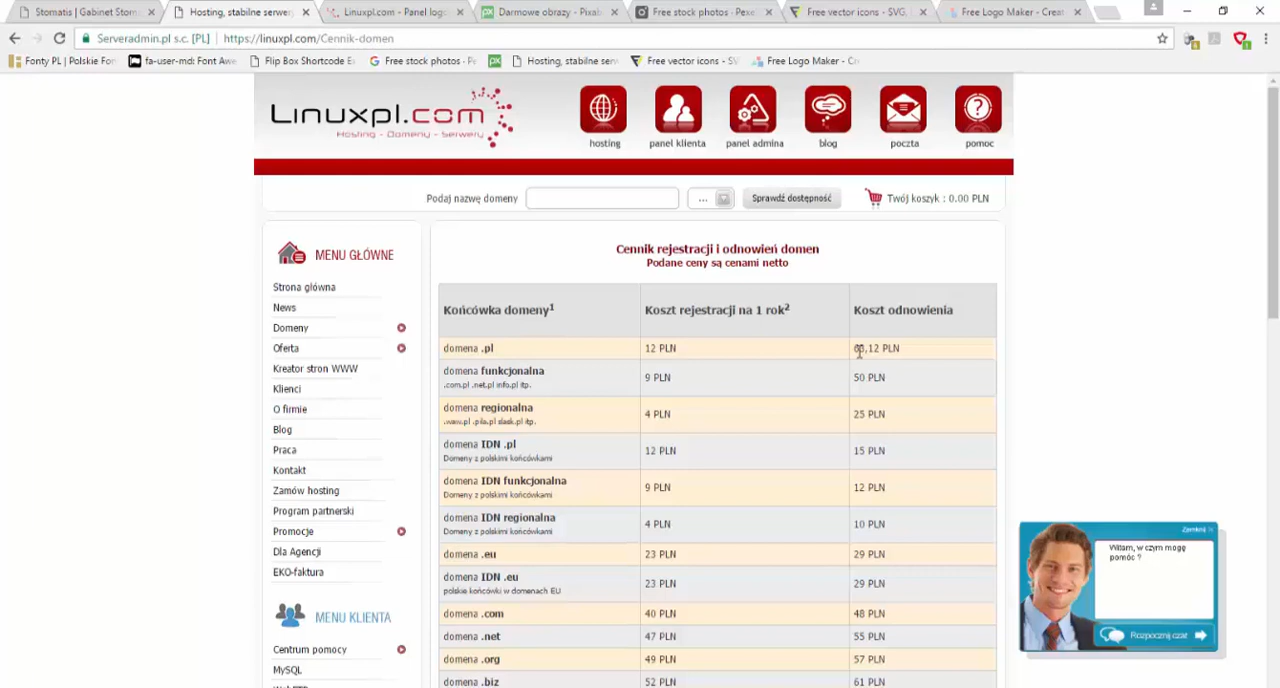 Stomatis | Gabinet Stom
Hosting, stabilne serwer
Linuxpl.com - Panel logo
Darmowe obrazy - Pixab
Free stock photos · Pexe
Free vector icons - SVG,
Free Logo Maker - Creat
Serveradmin.pl s.c. [PL]
https://linuxpl.com/Cennik-domen
Fonty PL | Polskie For
fa-user-md: Font Awe
Flip Box Shortcode E
Free stock photos · Pe
Hosting, stabilne serw
Free vector icons - SV
Free Logo Maker - Cr
Linuxpl.com
Hosting - Domeny - Serwery
hosting
panel klienta
panel admina
blog
poczta
pomoc
Podaj nazwę domeny
...
Sprawdź dostępność
Twój koszyk : 0.00 PLN
MENU GŁÓWNE
Strona główna
News
Domeny
Oferta
Kreator stron WWW
Klienci
O firmie
Blog
Praca
Kontakt
Zamów hosting
Program partnerski
Promocje
Dla Agencji
EKO-faktura
MENU KLIENTA
Centrum pomocy
MySQL
Cennik rejestracji i odnowień domen
Podane ceny są cenami netto
Końcówka domeny1 Koszt rejestracji na 1 rok2 Koszt odnowienia
domena .pl 12 PLN ,12 PLN
domena funkcjonalna 9 PLN 50 PLN
.com.pl .net.pl info.pl itp.
domena regionalna 4 PLN 25 PLN
.waw.pl .pila.pl slask.pl itp.
domena IDN .pl 12 PLN 15 PLN
Domeny z polskimi końcówkami
domena IDN funkcjonalna 9 PLN 12 PLN
Domeny z polskimi końcówkami
domena IDN regionalna 4 PLN 10 PLN
Domeny z polskimi końcówkami
domena .eu 23 PLN 29 PLN
domena IDN .eu 23 PLN 29 PLN
polskie końcówki w domenach EU
domena .com 40 PLN 48 PLN
domena .net 47 PLN 55 PLN
domena .org 49 PLN 57 PLN
domena .biz 52 PLN 61 PLN
Zamknij
Witam, w czym mogę
pomóc ?
Rozpocznij czat